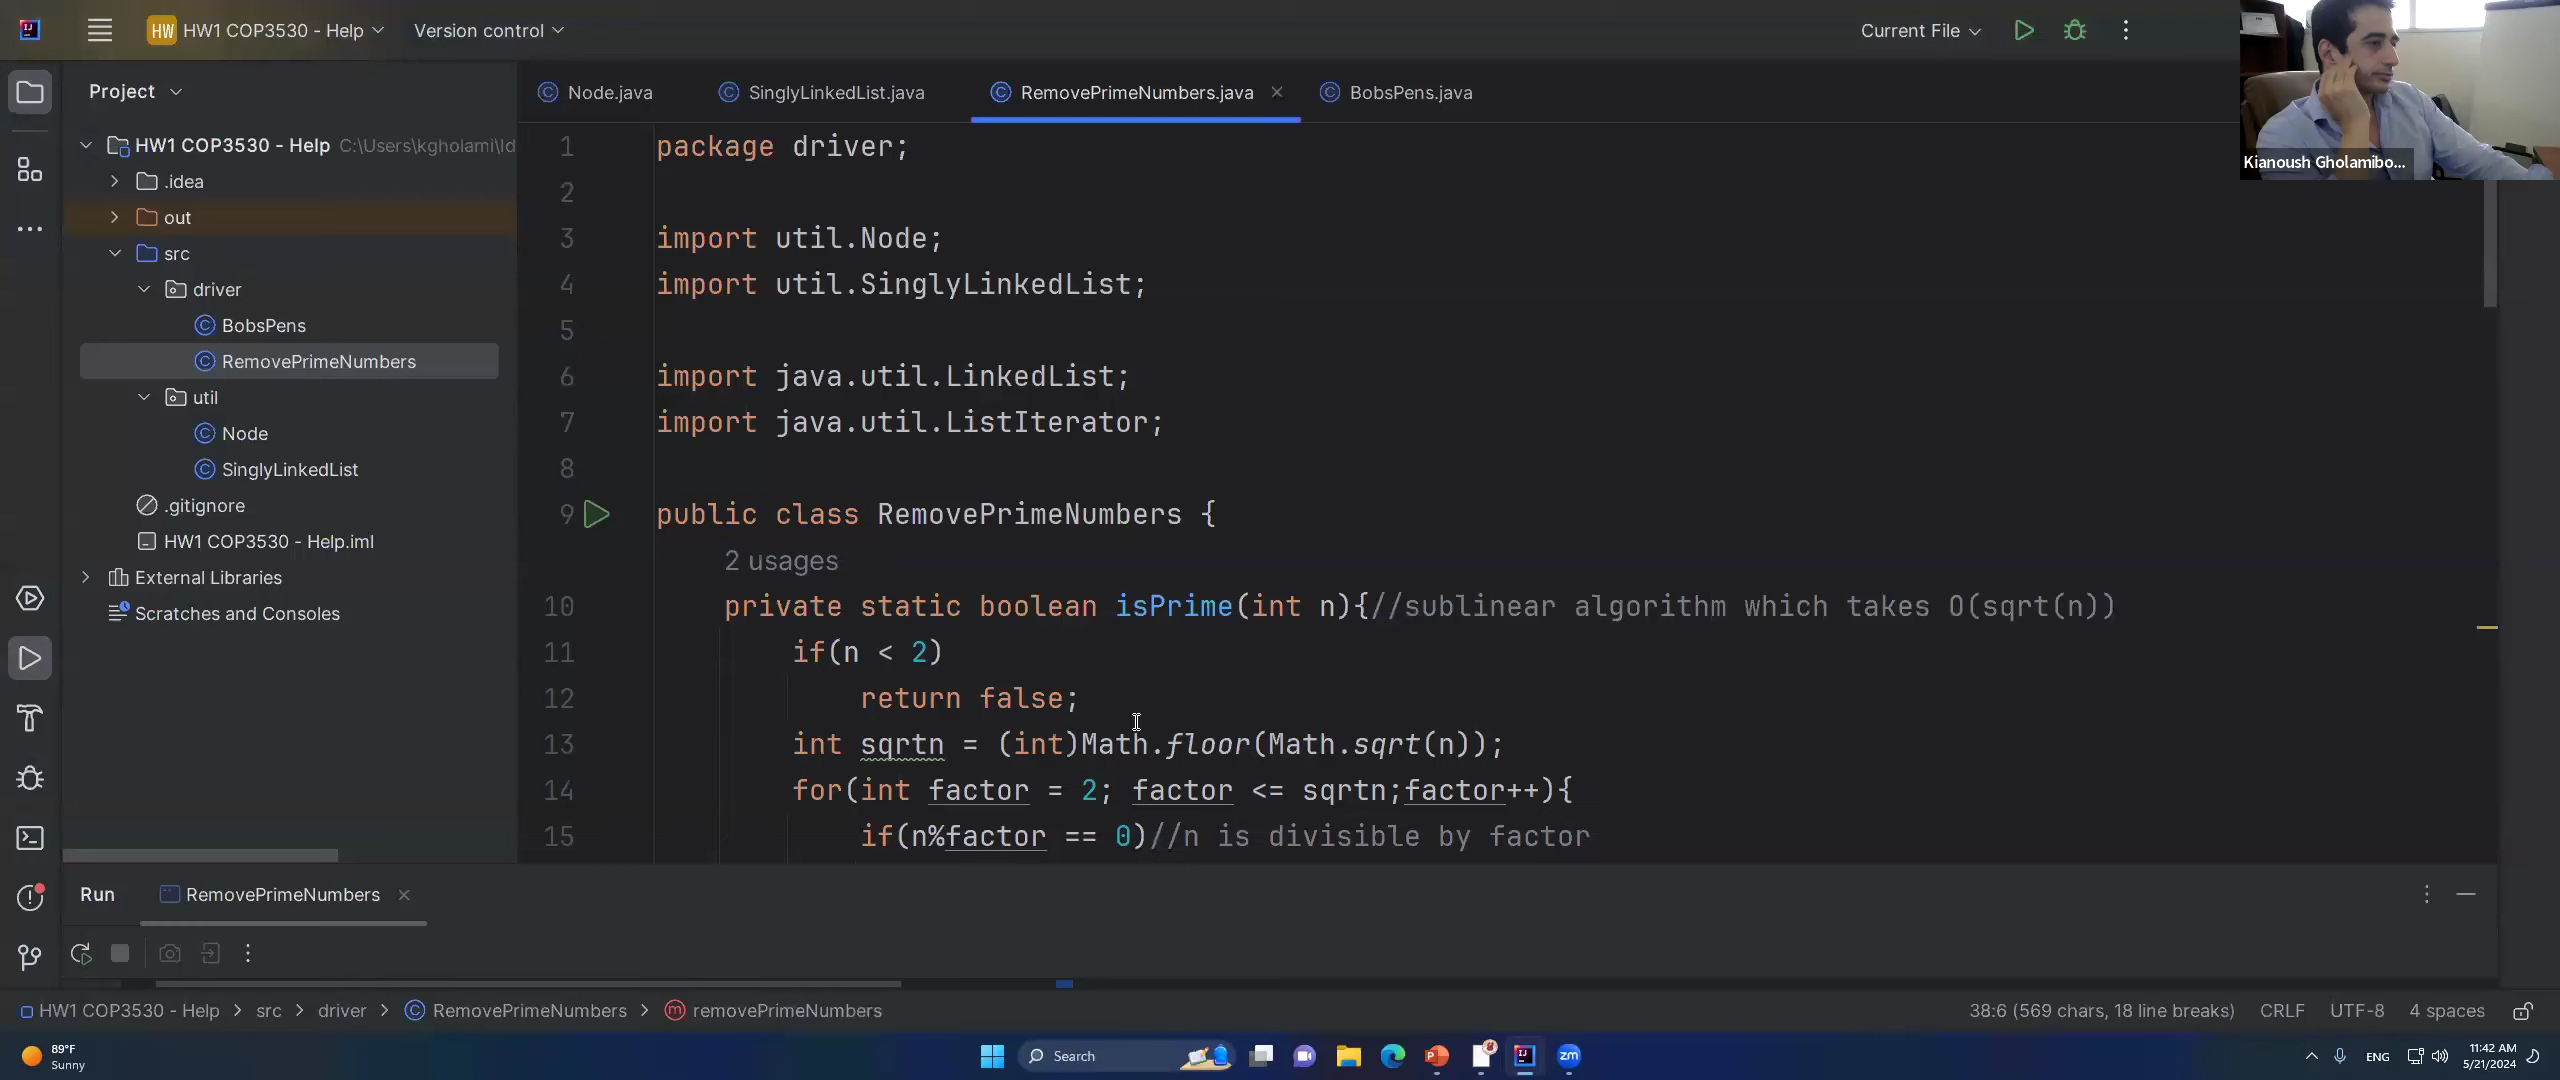 HW HW1 COP3530 - Help Version control Current File
Project
Node.java SinglyLinkedList.java RemovePrimeNumbers.java BobsPens.java
Kianoush Gholamibo...
HW1 COP3530 - Help C:\Users\kgholami\Id
.idea
out
src
driver
BobsPens
RemovePrimeNumbers
util
Node
SinglyLinkedList
.gitignore
HW1 COP3530 - Help.iml
External Libraries
Scratches and Consoles
1 package driver;
2
3 import util.Node;
4 import util.SinglyLinkedList;
5
6 import java.util.LinkedList;
7 import java.util.ListIterator;
8
9 public class RemovePrimeNumbers {
2 usages
10 private static boolean isPrime(int n){//sublinear algorithm which takes O(sqrt(n))
11 if(n < 2)
12 return false;
13 int sqrtn = (int)Math.floor(Math.sqrt(n));
14 for(int factor = 2; factor <= sqrtn;factor++){
15 if(n%factor == 0)//n is divisible by factor
Run RemovePrimeNumbers
HW1 COP3530 - Help > src > driver > RemovePrimeNumbers > removePrimeNumbers 38:6 (569 chars, 18 line breaks) CRLF UTF-8 4 spaces
89°F
Sunny
Search
ENG
11:42 AM
5/21/2024